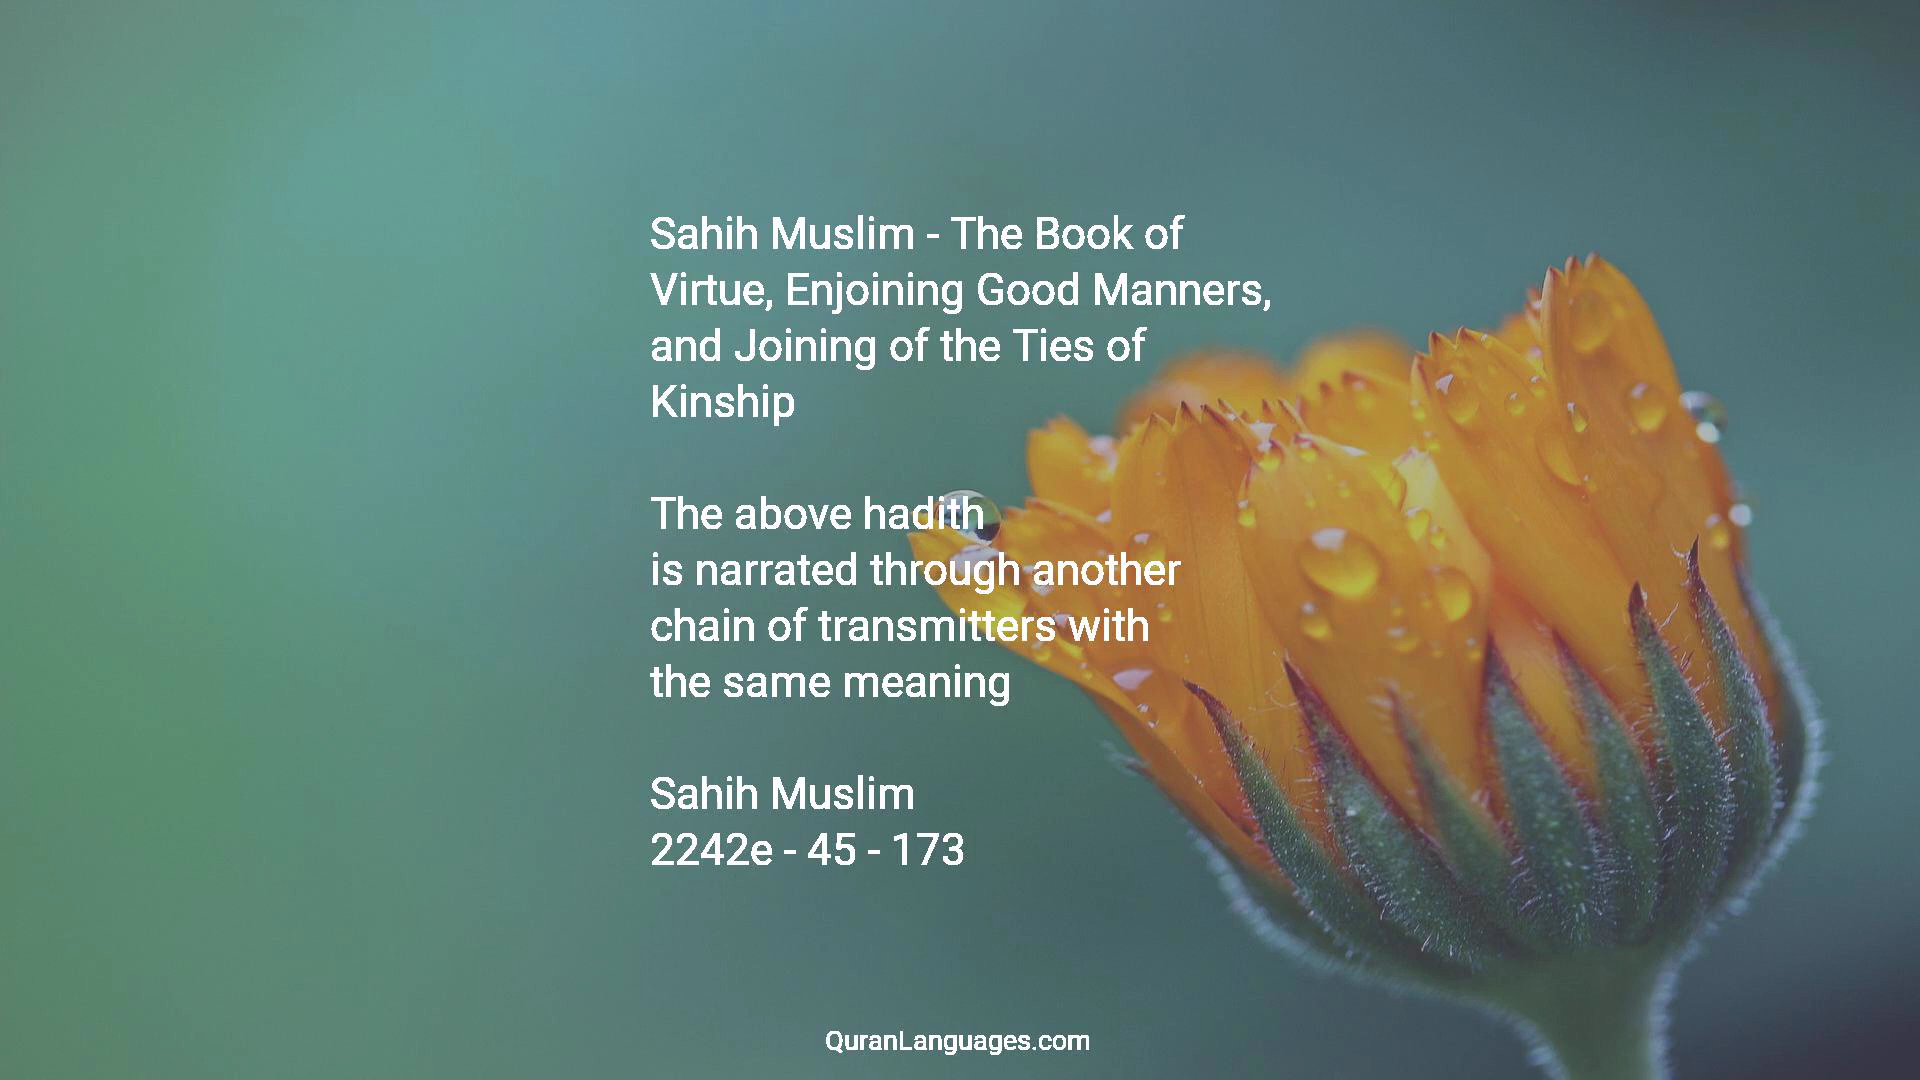 Sahih Muslim - The Book of
Virtue, Enjoining Good Manners,
and Joining of the Ties of
Kinship
The above hadith
is narrated through another
chain of transmitters with
the same meaning
Sahih Muslim
2242e - 45 - 173
QuranLanguages.com